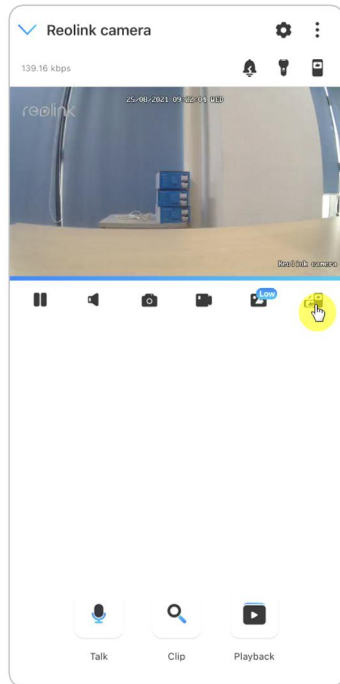 Reolink camera
139.16 kbps
reolink
25/08/2021 09:22:04 WED
Reolink camera
Low
Talk
Clip
Playback